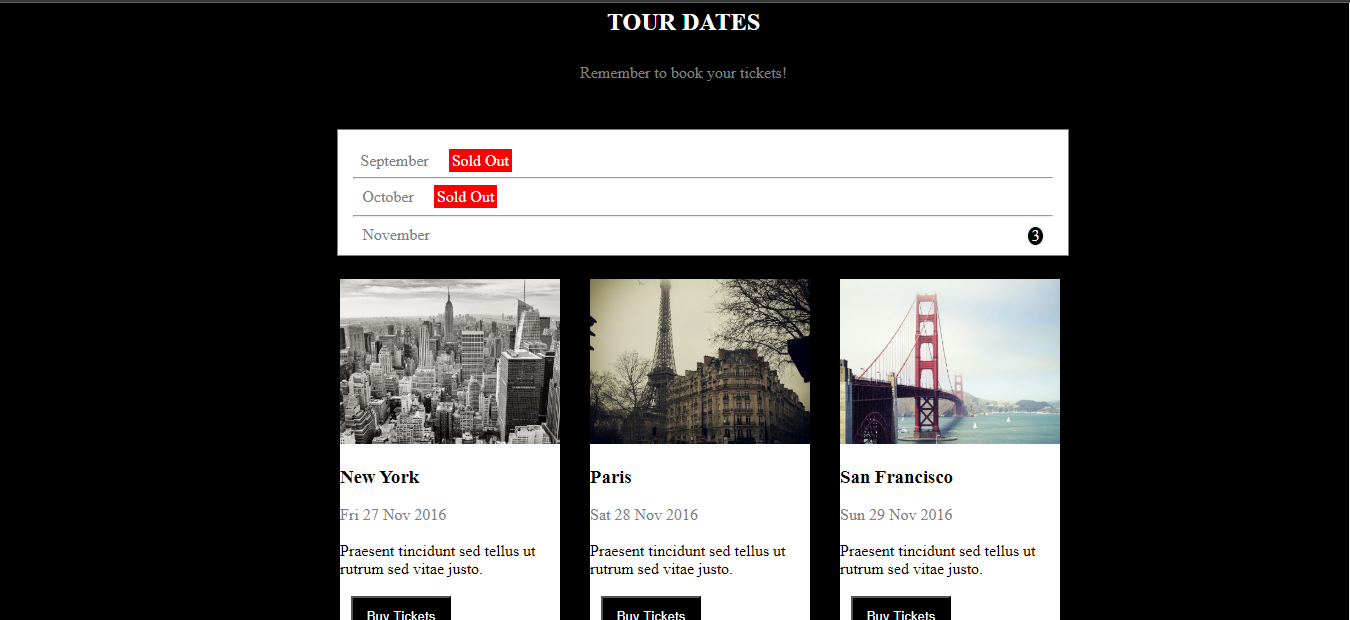 TOUR DATES
Remember to book your tickets!
September Sold Out
October Sold Out
November 3
New York
Fri 27 Nov 2016
Praesent tincidunt sed tellus ut
rutrum sed vitae justo.
Buy Tickets
Paris
Sat 28 Nov 2016
Praesent tincidunt sed tellus ut
rutrum sed vitae justo.
Buy Tickets
San Francisco
Sun 29 Nov 2016
Praesent tincidunt sed tellus ut
rutrum sed vitae justo.
Buy Tickets